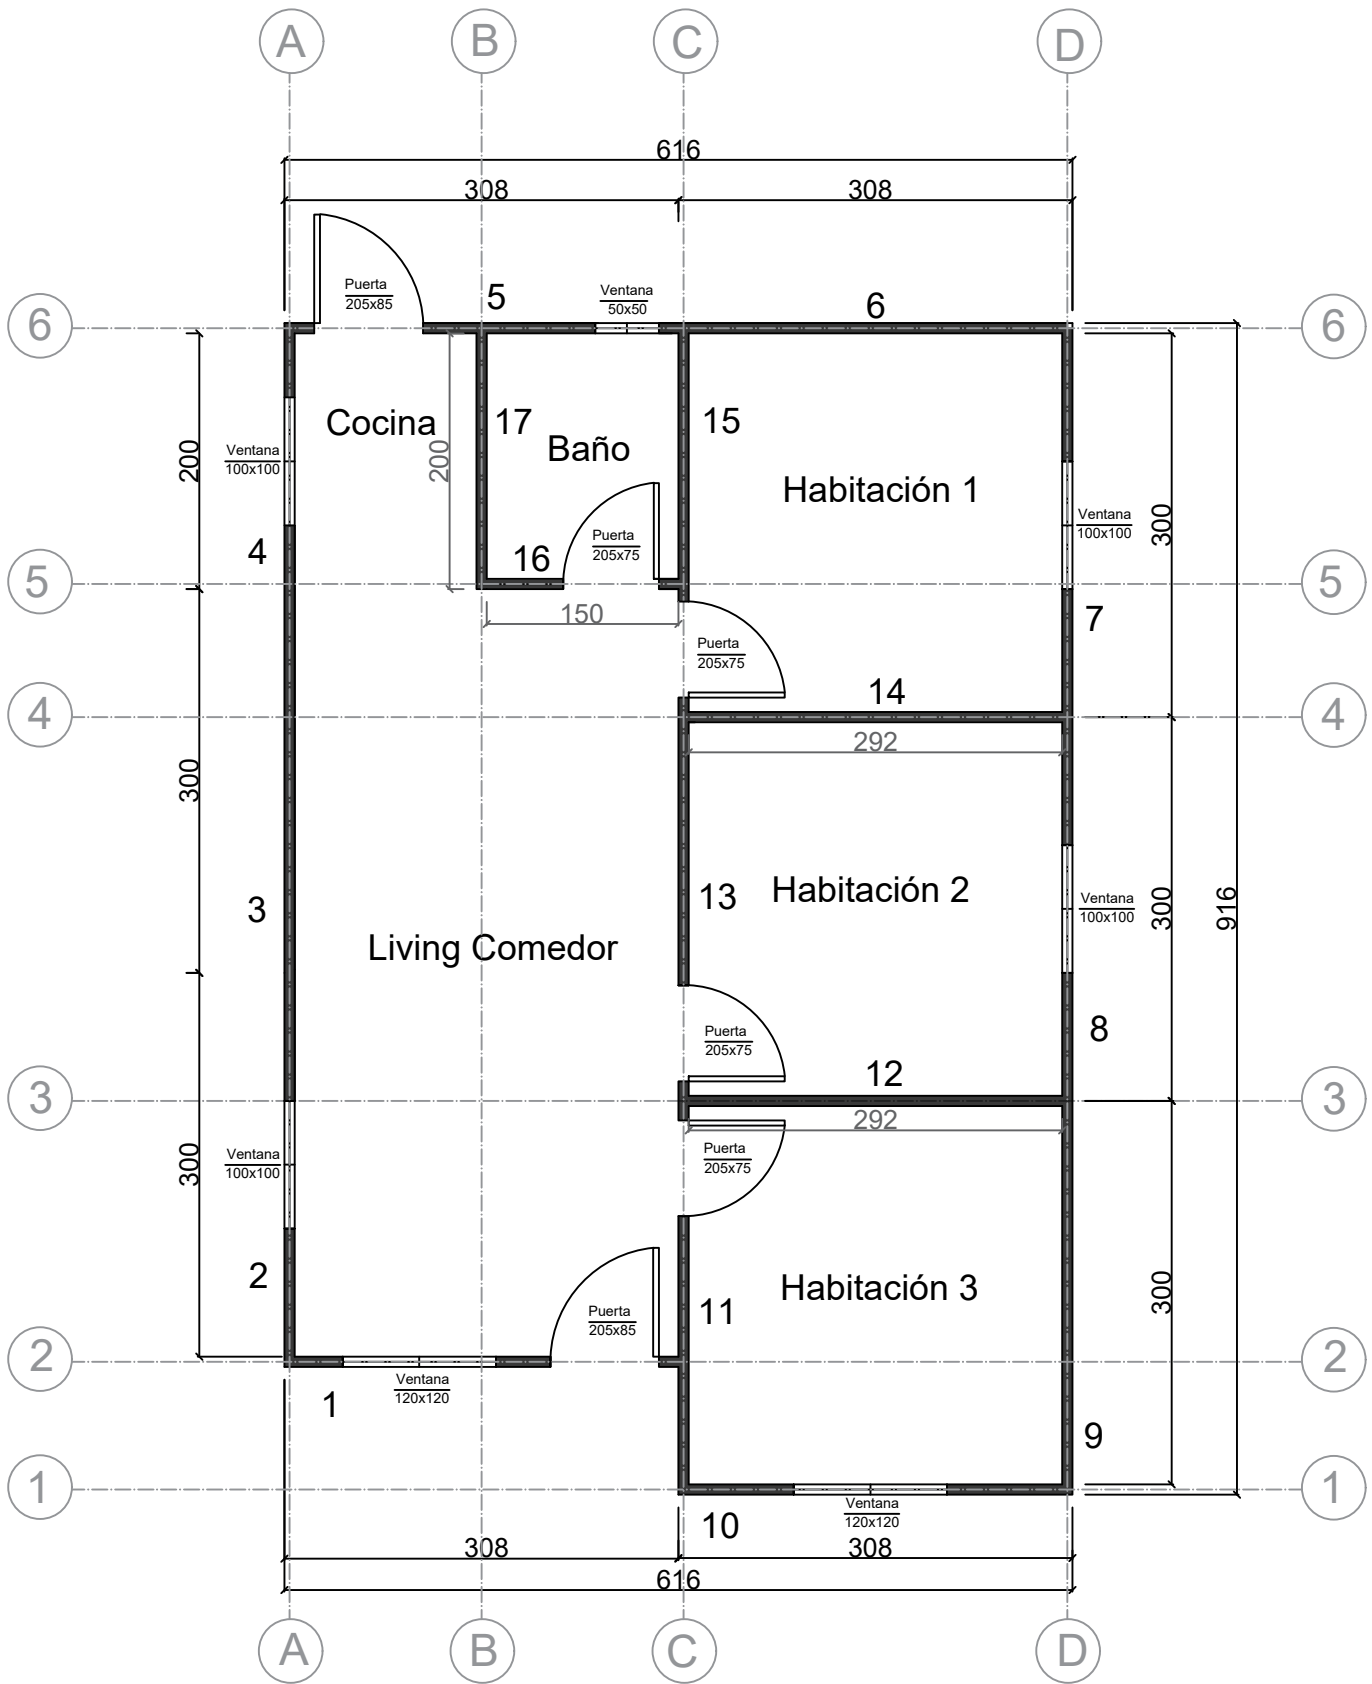 A
B
C
D
616
308
308
Puerta
205x85
5
Ventana
50x50
6
6
6
Cocina
17
Baño
15
Habitación 1
200
200
Ventana
100x100
Ventana
100x100
300
4
16
Puerta
205x75
5
5
150
7
Puerta
205x75
14
4
4
292
300
3
13
Habitación 2
Ventana
100x100
300
916
Living Comedor
8
Puerta
205x75
12
3
3
292
Ventana
100x100
300
Puerta
205x75
2
11
Habitación 3
300
Puerta
205x85
2
2
Ventana
120x120
1
9
1
1
Ventana
120x120
10
308
308
616
A
B
C
D